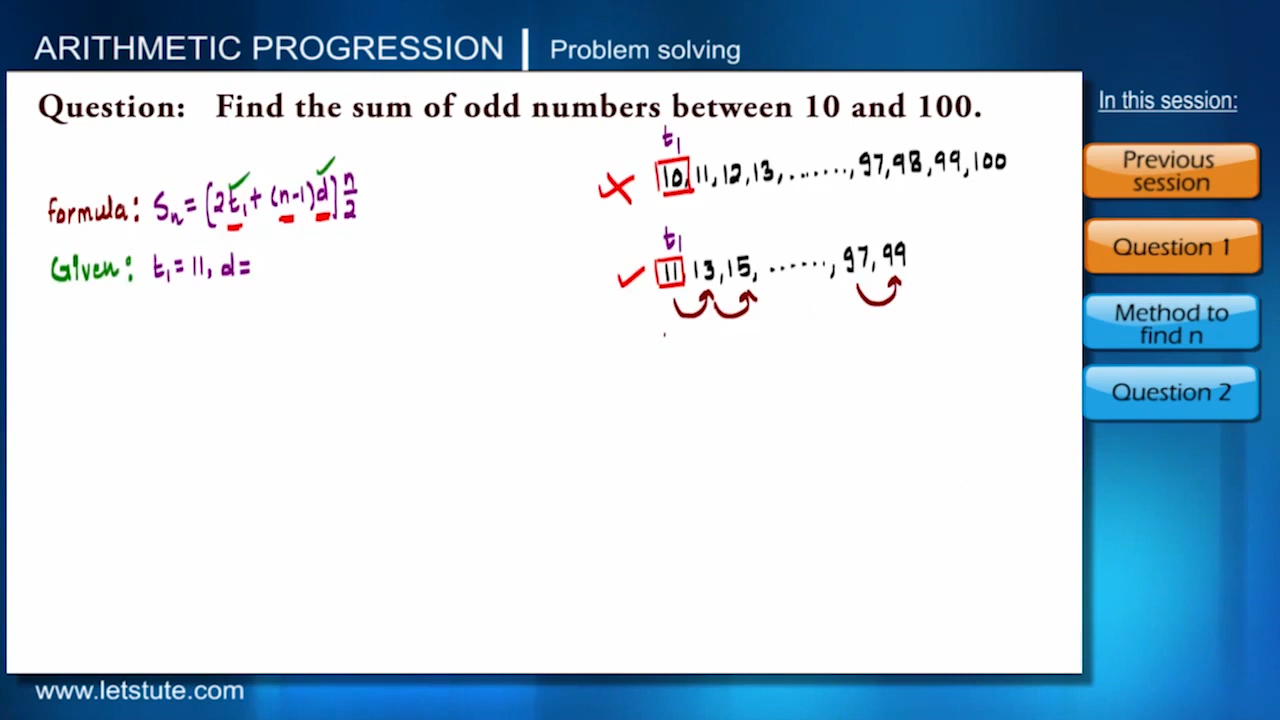 ARITHMETIC PROGRESSION | Problem solving
Question: Find the sum of odd numbers between 10 and 100.
t₁
10, 11, 12, 13, ........, 97, 98, 99, 100
formula: Sₙ = [2t₁ + (n-1)d] n/2
t₁
11 13, 15, ......, 97, 99
Given: t₁ = 11, d =
In this session:
Previous
session
Question 1
Method to
find n
Question 2
www.letstute.com